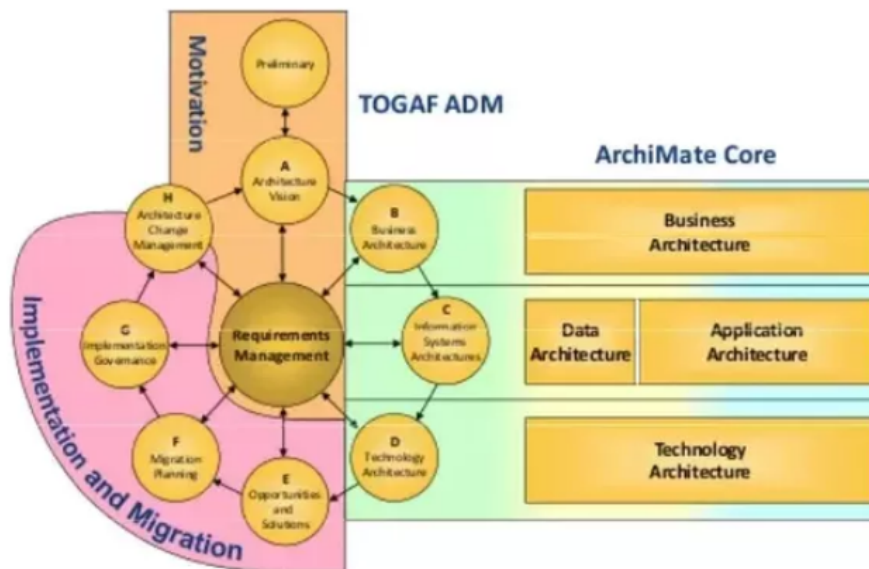 Motivation
Preliminary
TOGAF ADM
A
Architecture
Vision
ArchiMate Core
H
Architecture
Change
Management
B
Business
Architecture
Business
Architecture
Implementation and Migration
G
Implementation
Governance
Requirements
Management
C
Information
Systems
Architectures
Data
Architecture
Application
Architecture
F
Migration
Planning
D
Technology
Architecture
Technology
Architecture
E
Opportunities
and
Solutions